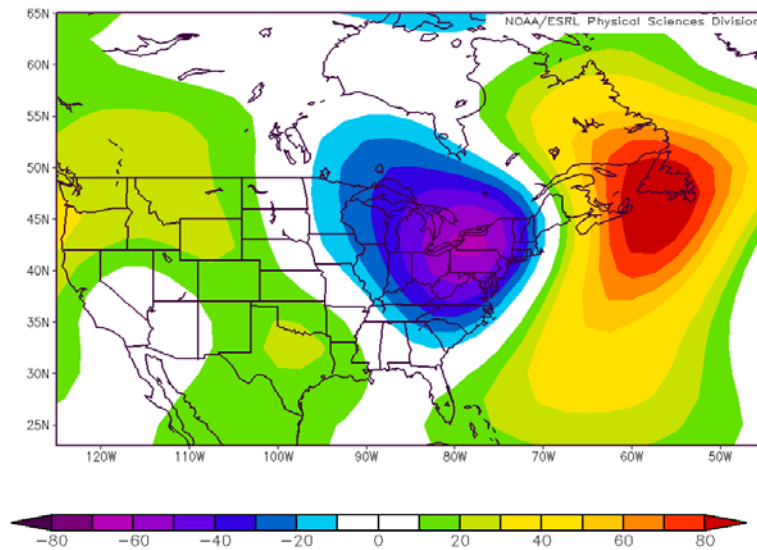 NOAA/ESRL Physical Sciences Division
65N
60N
55N
50N
45N
40N
35N
30N
25N
120W 110W 100W 90W 80W 70W 60W 50W
−80 −60 −40 −20 0 20 40 60 80